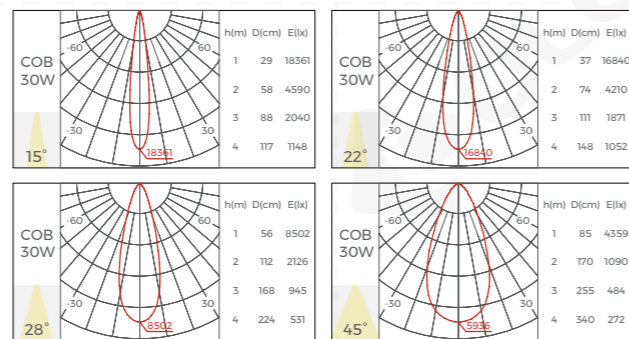 COB
30W
15°
-60
60
-30
30
18361
h(m) D(cm) E(lx)
1 29 18361
2 58 4590
3 88 2040
4 117 1148
COB
30W
22°
-60
60
-30
30
16840
h(m) D(cm) E(lx)
1 37 16840
2 74 4210
3 111 1871
4 148 1052
COB
30W
28°
-60
60
-30
30
8502
h(m) D(cm) E(lx)
1 56 8502
2 112 2126
3 168 945
4 224 531
COB
30W
45°
-60
60
-30
30
5936
h(m) D(cm) E(lx)
1 85 4359
2 170 1090
3 255 484
4 340 272